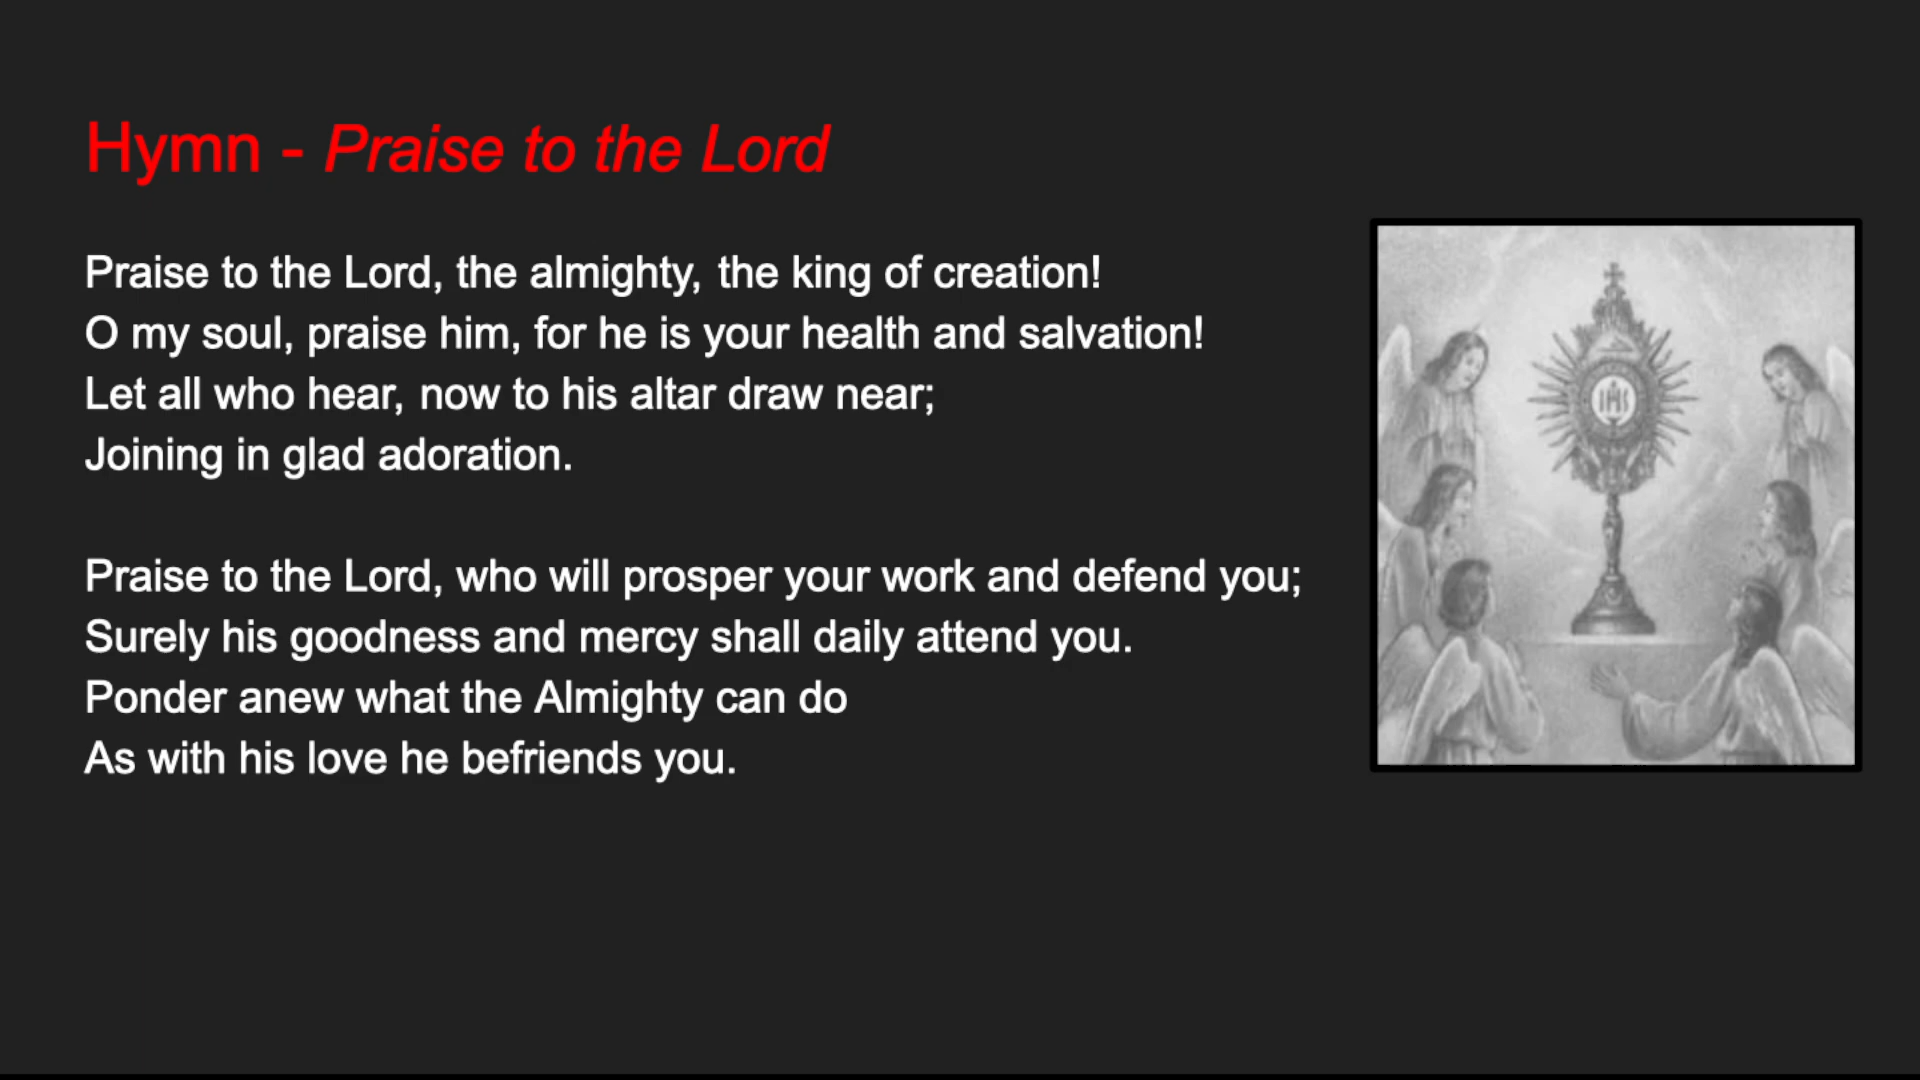 Hymn - Praise to the Lord
Praise to the Lord, the almighty, the king of creation!
O my soul, praise him, for he is your health and salvation!
Let all who hear, now to his altar draw near;
Joining in glad adoration.
Praise to the Lord, who will prosper your work and defend you;
Surely his goodness and mercy shall daily attend you.
Ponder anew what the Almighty can do
As with his love he befriends you.
IHS